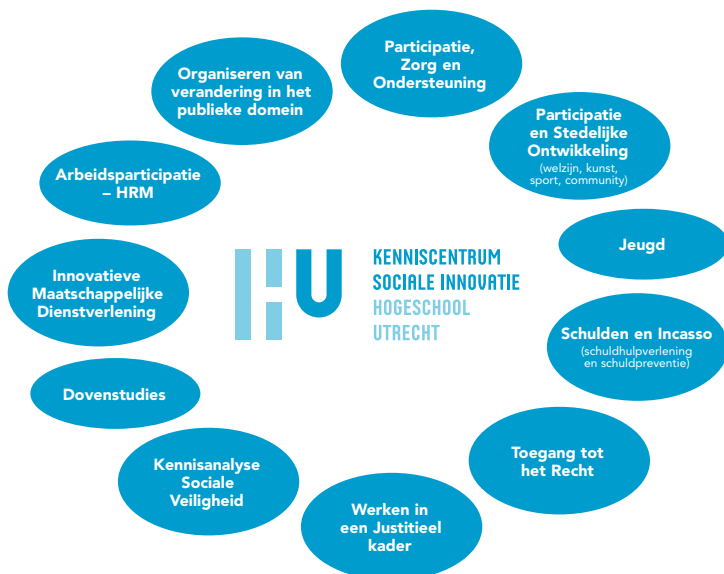 Participatie,
Zorg en
Ondersteuning
Organiseren van
verandering in het
publieke domein
Participatie
en Stedelijke
Ontwikkeling
(welzijn, kunst,
sport, community)
Arbeidsparticipatie
– HRM
Jeugd
HU
KENNISCENTRUM
SOCIALE INNOVATIE
HOGESCHOOL
UTRECHT
Innovatieve
Maatschappelijke
Dienstverlening
Schulden en Incasso
(schuldhulpverlening
en schuldpreventie)
Dovenstudies
Toegang tot
het Recht
Kennisanalyse
Sociale
Veiligheid
Werken in
een Justitieel
kader